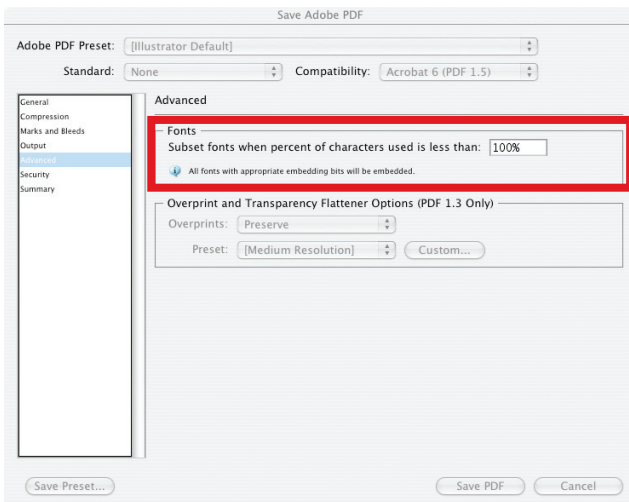 Save Adobe PDF
Adobe PDF Preset: [Illustrator Default]
Standard: None Compatibility: Acrobat 6 (PDF 1.5)
General
Compression
Marks and Bleeds
Output
Advanced
Security
Summary
Advanced
Fonts
Subset fonts when percent of characters used is less than: 100%
All fonts with appropriate embedding bits will be embedded.
Overprint and Transparency Flattener Options (PDF 1.3 Only)
Overprints: Preserve
Preset: [Medium Resolution] Custom...
Save Preset... Save PDF Cancel